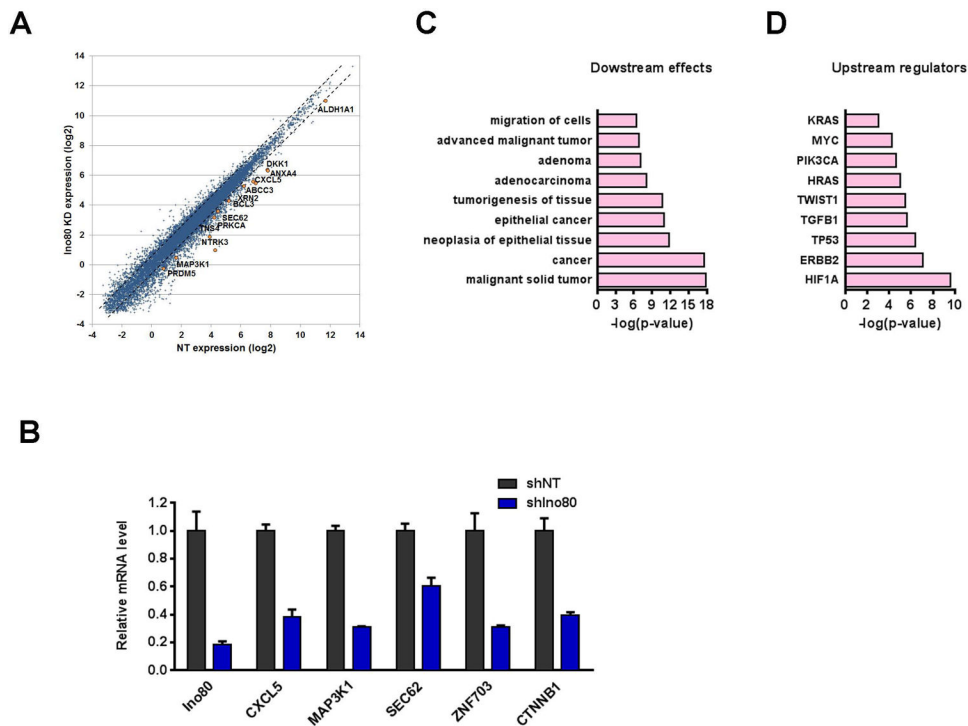 A
Ino80 KD expression (log2)
14
12
10
8
6
4
2
0
-2
-4
-4 -2 0 2 4 6 8 10 12 14
NT expression (log2)
ALDH1A1
DKK1
ANXA4
CXCL5
ABCC3
XRN2
BCL3
SEC62
PRKCA
TNS4
NTRK3
MAP3K1
PRDM5
C
Dowstream effects
migration of cells
advanced malignant tumor
adenoma
adenocarcinoma
tumorigenesis of tissue
epithelial cancer
neoplasia of epithelial tissue
cancer
malignant solid tumor
0 3 6 9 12 15 18
-log(p-value)
D
Upstream regulators
KRAS
MYC
PIK3CA
HRAS
TWIST1
TGFB1
TP53
ERBB2
HIF1A
0 2 4 6 8 10
-log(p-value)
B
shNT
shIno80
Relative mRNA level
1.2
1.0
0.8
0.6
0.4
0.2
0.0
Ino80
CXCL5
MAP3K1
SEC62
ZNF703
CTNNB1